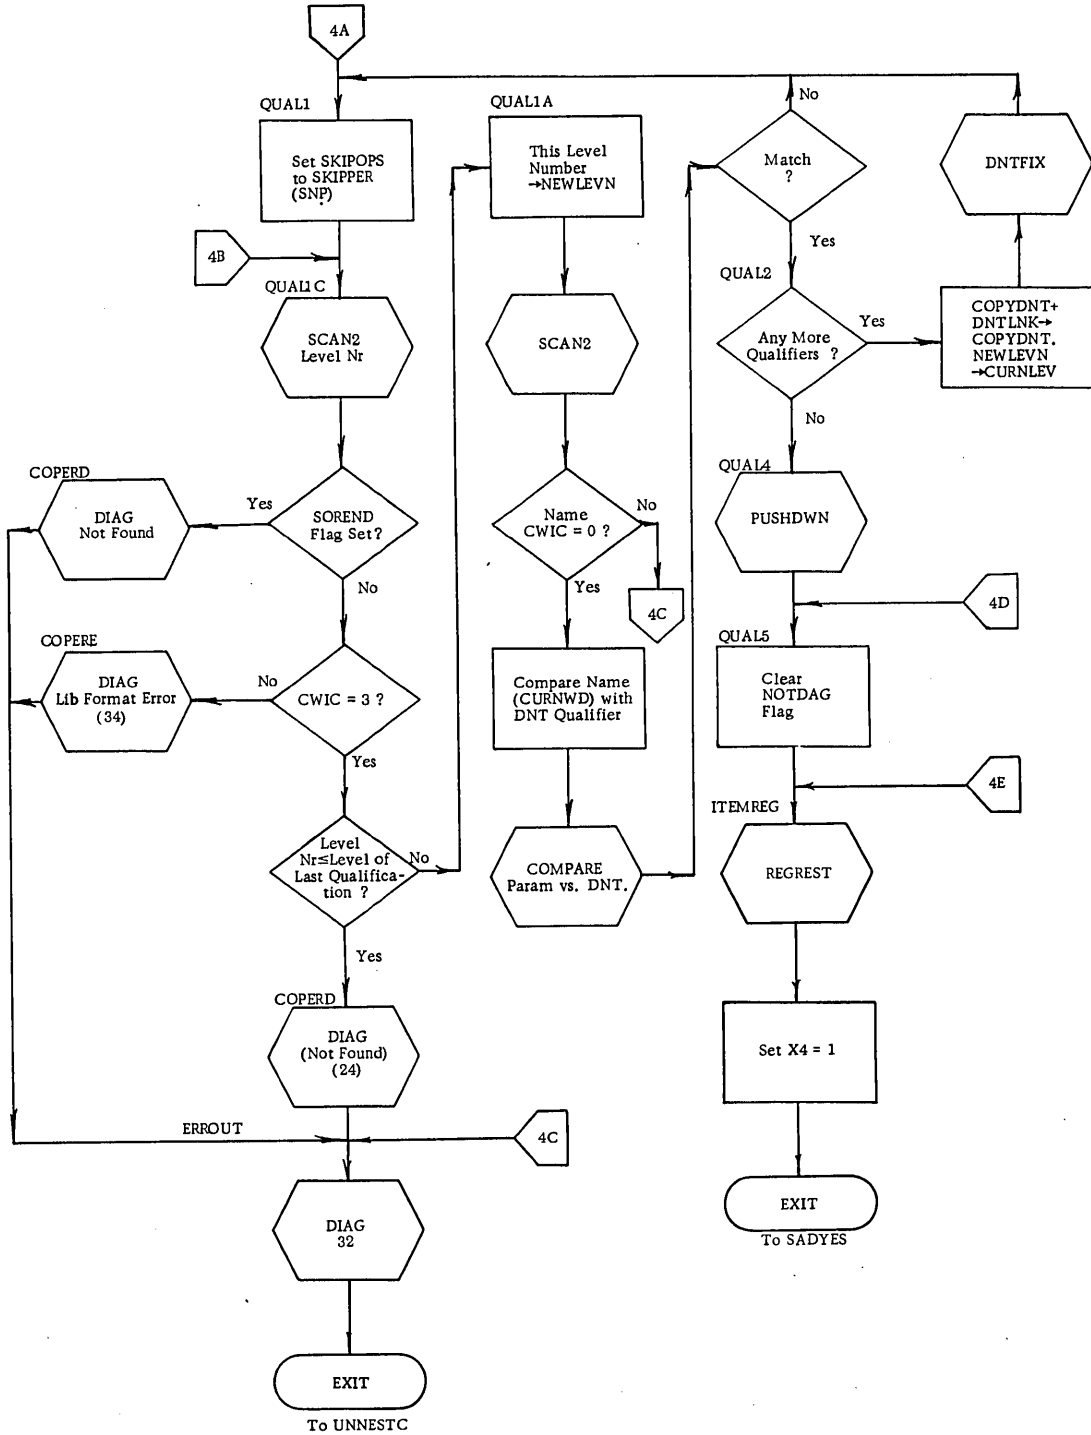 4A
QUAL1
Set SKIPOPS
to SKIPPER
(SNP)
4B
QUAL1C
SCAN2
Level Nr
COPERD
DIAG
Not Found
Yes
SOREND
Flag Set?
No
COPERE
DIAG
Lib Format Error
(34)
No
CWIC = 3 ?
Yes
Level
Nr≤Level of
Last Qualifica-
tion ?
No
Yes
COPERD
DIAG
(Not Found)
(24)
ERROUT
4C
DIAG
32
EXIT
To UNNESTC
QUAL1A
This Level
Number
→NEWLEVN
SCAN2
Name
CWIC = 0 ?
No
4C
Yes
Compare Name
(CURNWD) with
DNT Qualifier
COMPARE
Param vs. DNT.
No
Match
?
Yes
QUAL2
Any More
Qualifiers ?
Yes
DNTFIX
COPYDNT+
DNTLNK→
COPYDNT.
NEWLEVN
→CURNLEV
No
QUAL4
PUSHDWN
4D
QUAL5
Clear
NOTDAG
Flag
4E
ITEMREG
REGREST
Set X4 = 1
EXIT
To SADYES